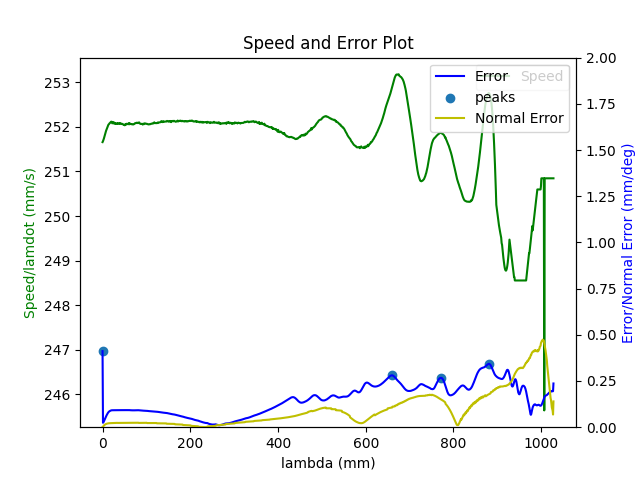 Speed and Error Plot
253
252
251
250
249
248
247
246
Speed/lamdot (mm/s)
Error
Speed
peaks
Normal Error
2.00
1.75
1.50
1.25
1.00
0.75
0.50
0.25
0.00
Error/Normal Error (mm/deg)
0 200 400 600 800 1000
lambda (mm)